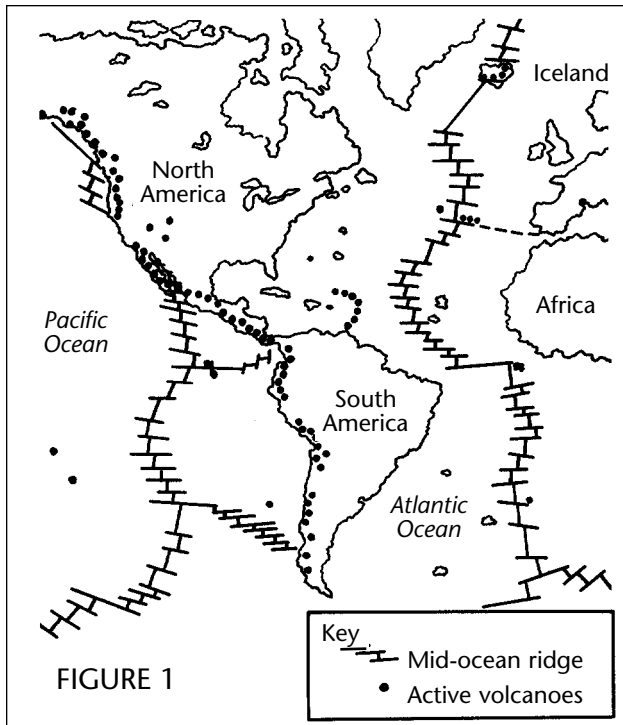 Iceland
North
America
Pacific
Ocean
Africa
South
America
Atlantic
Ocean
Key
Mid-ocean ridge
Active volcanoes
FIGURE 1